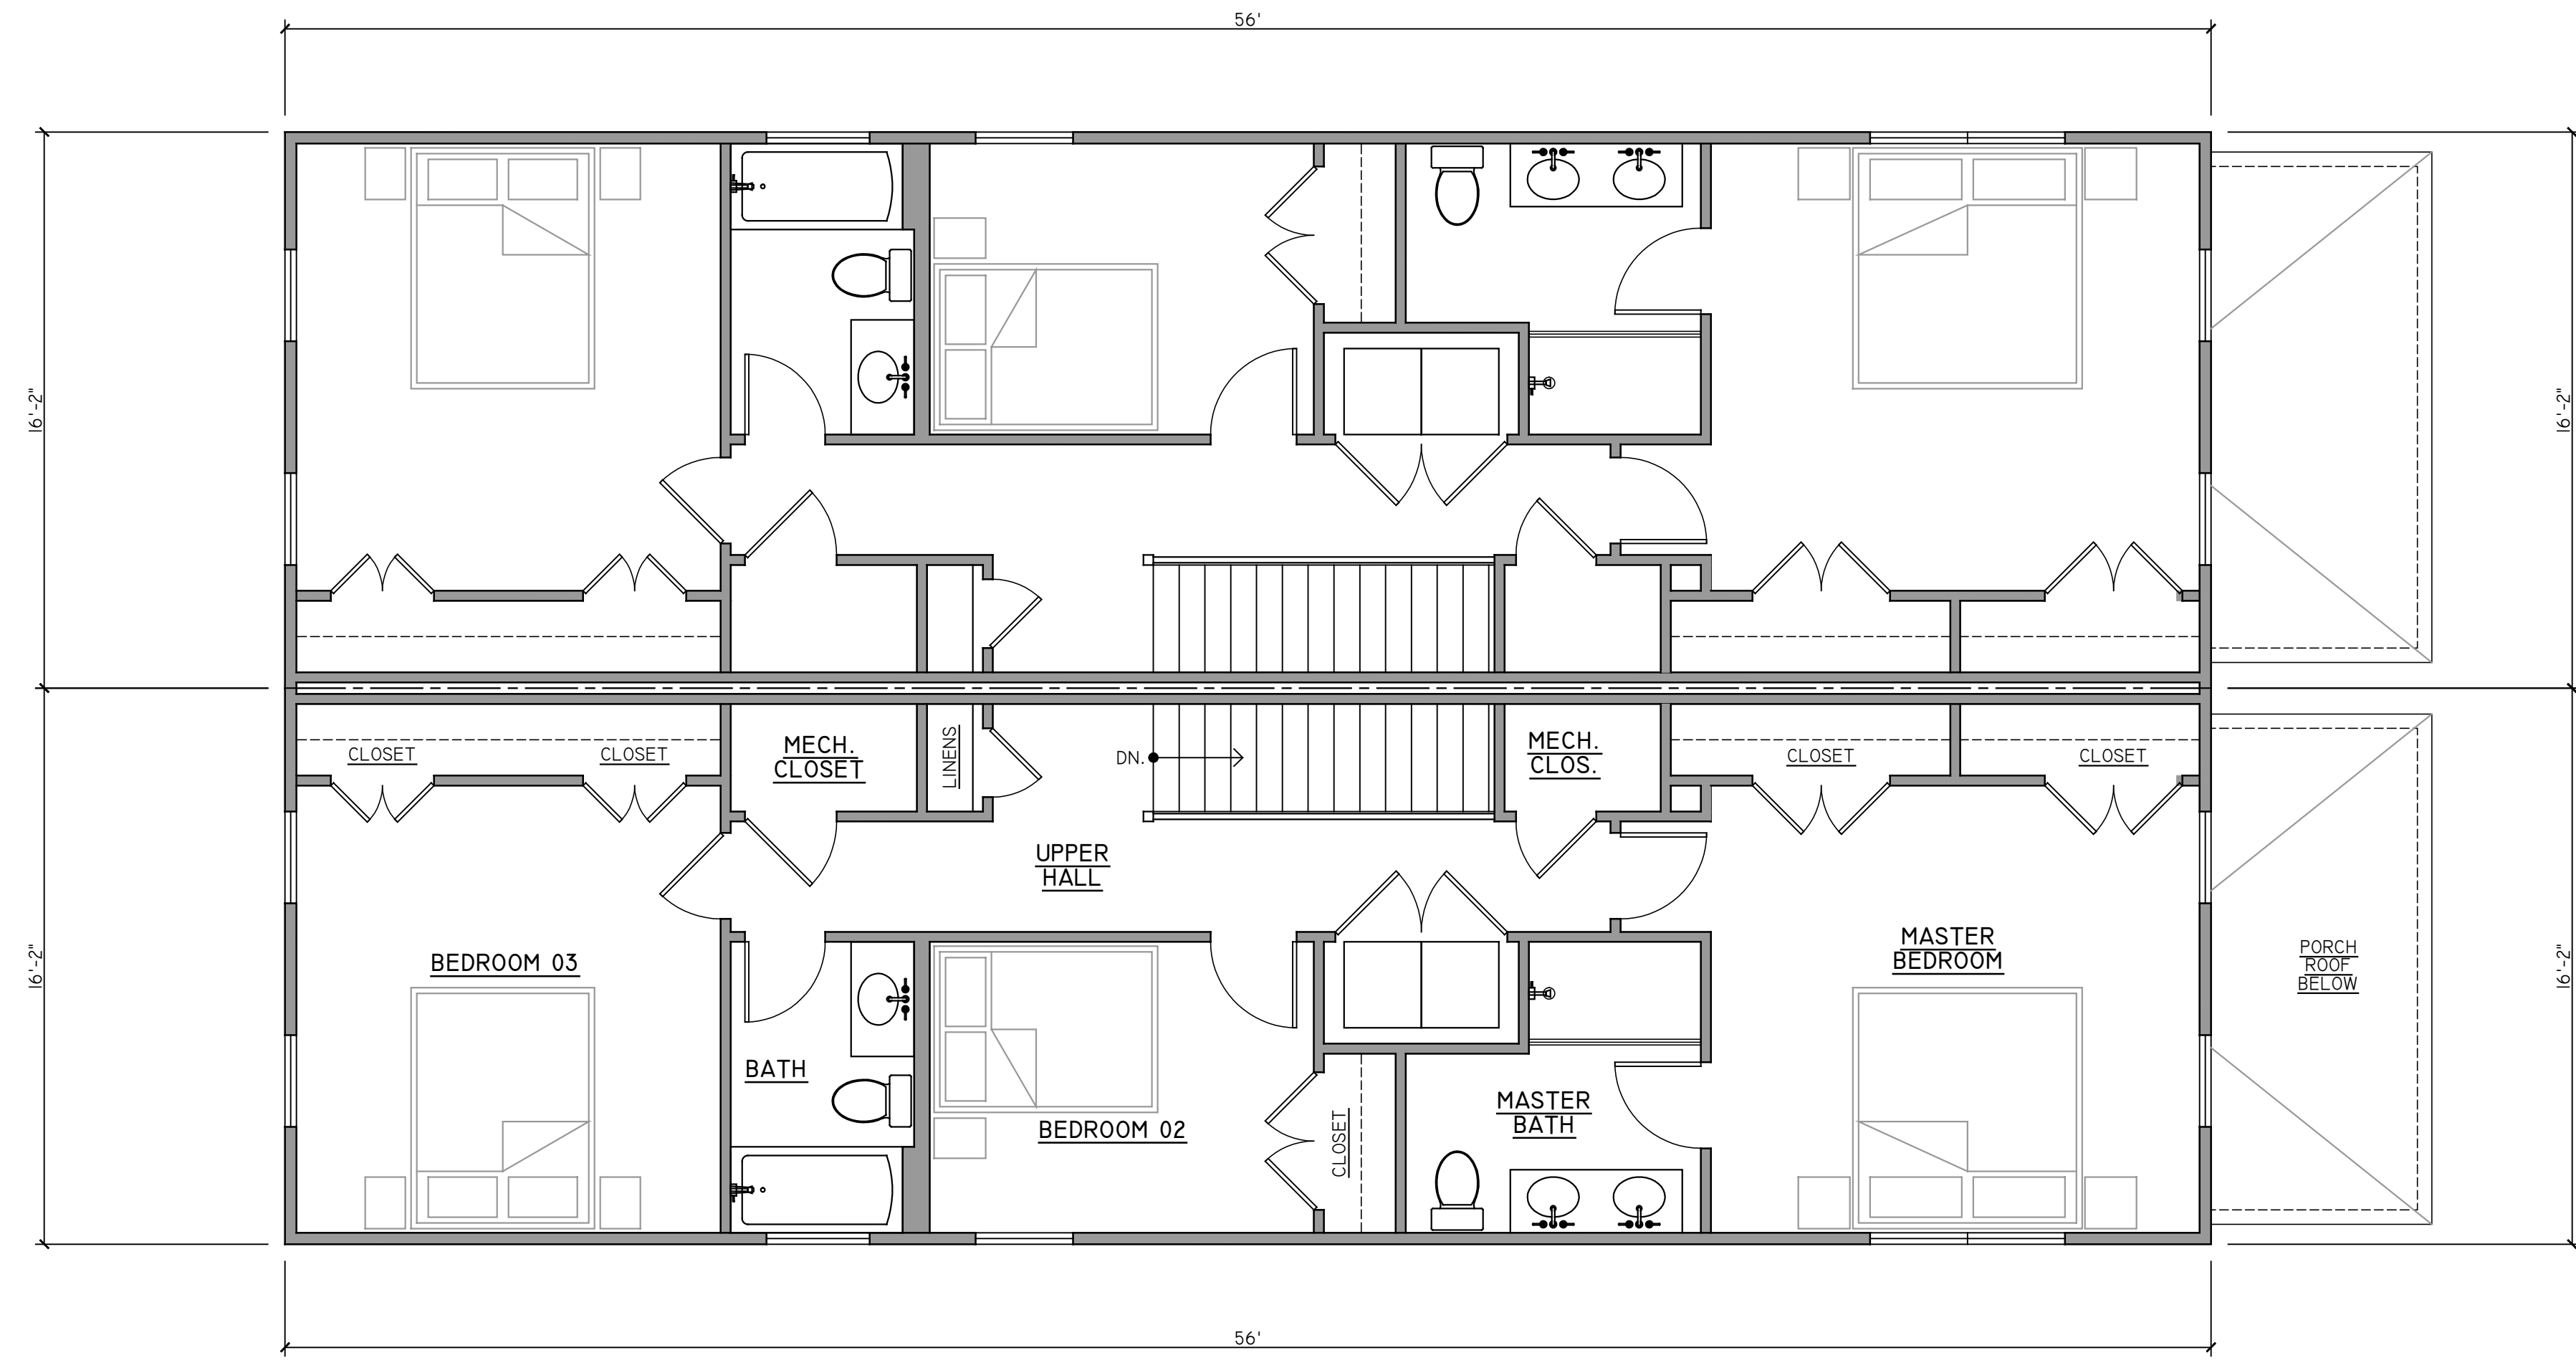 56'
16'-2"
16'-2"
CLOSET
CLOSET
MECH.
CLOSET
LINENS
DN.
MECH.
CLOS.
CLOSET
CLOSET
UPPER
HALL
BEDROOM 03
MASTER
BEDROOM
PORCH
ROOF
BELOW
16'-2"
16'-2"
BATH
BEDROOM 02
CLOSET
MASTER
BATH
56'